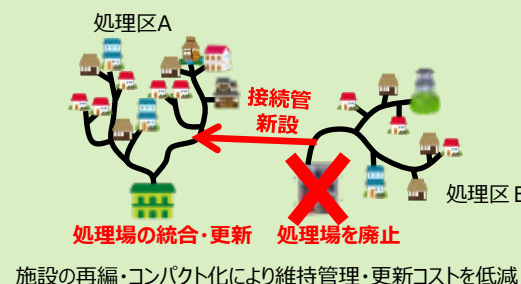 処理区A
接続管
新設
処理区B
処理場の統合・更新
処理場を廃止
施設の再編・コンパクト化により維持管理・更新コストを低減